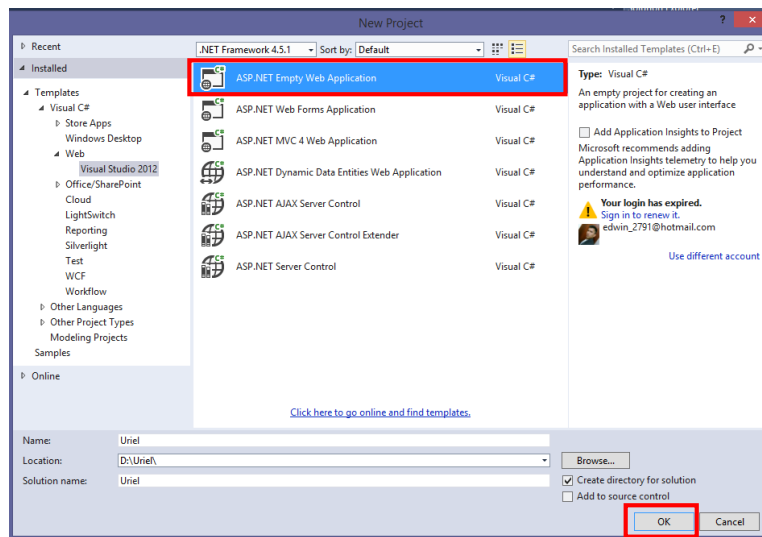 New Project
? ×
Recent
.NET Framework 4.5.1
Sort by: Default
Search Installed Templates (Ctrl+E)
Installed
Templates
Visual C#
Store Apps
Windows Desktop
Web
Visual Studio 2012
Office/SharePoint
Cloud
LightSwitch
Reporting
Silverlight
Test
WCF
Workflow
Other Languages
Other Project Types
Modeling Projects
Samples
Online
ASP.NET Empty Web Application Visual C#
ASP.NET Web Forms Application Visual C#
ASP.NET MVC 4 Web Application Visual C#
ASP.NET Dynamic Data Entities Web Application Visual C#
ASP.NET AJAX Server Control Visual C#
ASP.NET AJAX Server Control Extender Visual C#
ASP.NET Server Control Visual C#
Click here to go online and find templates.
Type: Visual C#
An empty project for creating an
application with a Web user interface
Add Application Insights to Project
Microsoft recommends adding
Application Insights telemetry to help you
understand and optimize application
performance.
Your login has expired.
Sign in to renew it.
edwin_2791@hotmail.com
Use different account
Name: Uriel
Location: D:\Uriel\
Browse...
Solution name: Uriel
Create directory for solution
Add to source control
OK Cancel